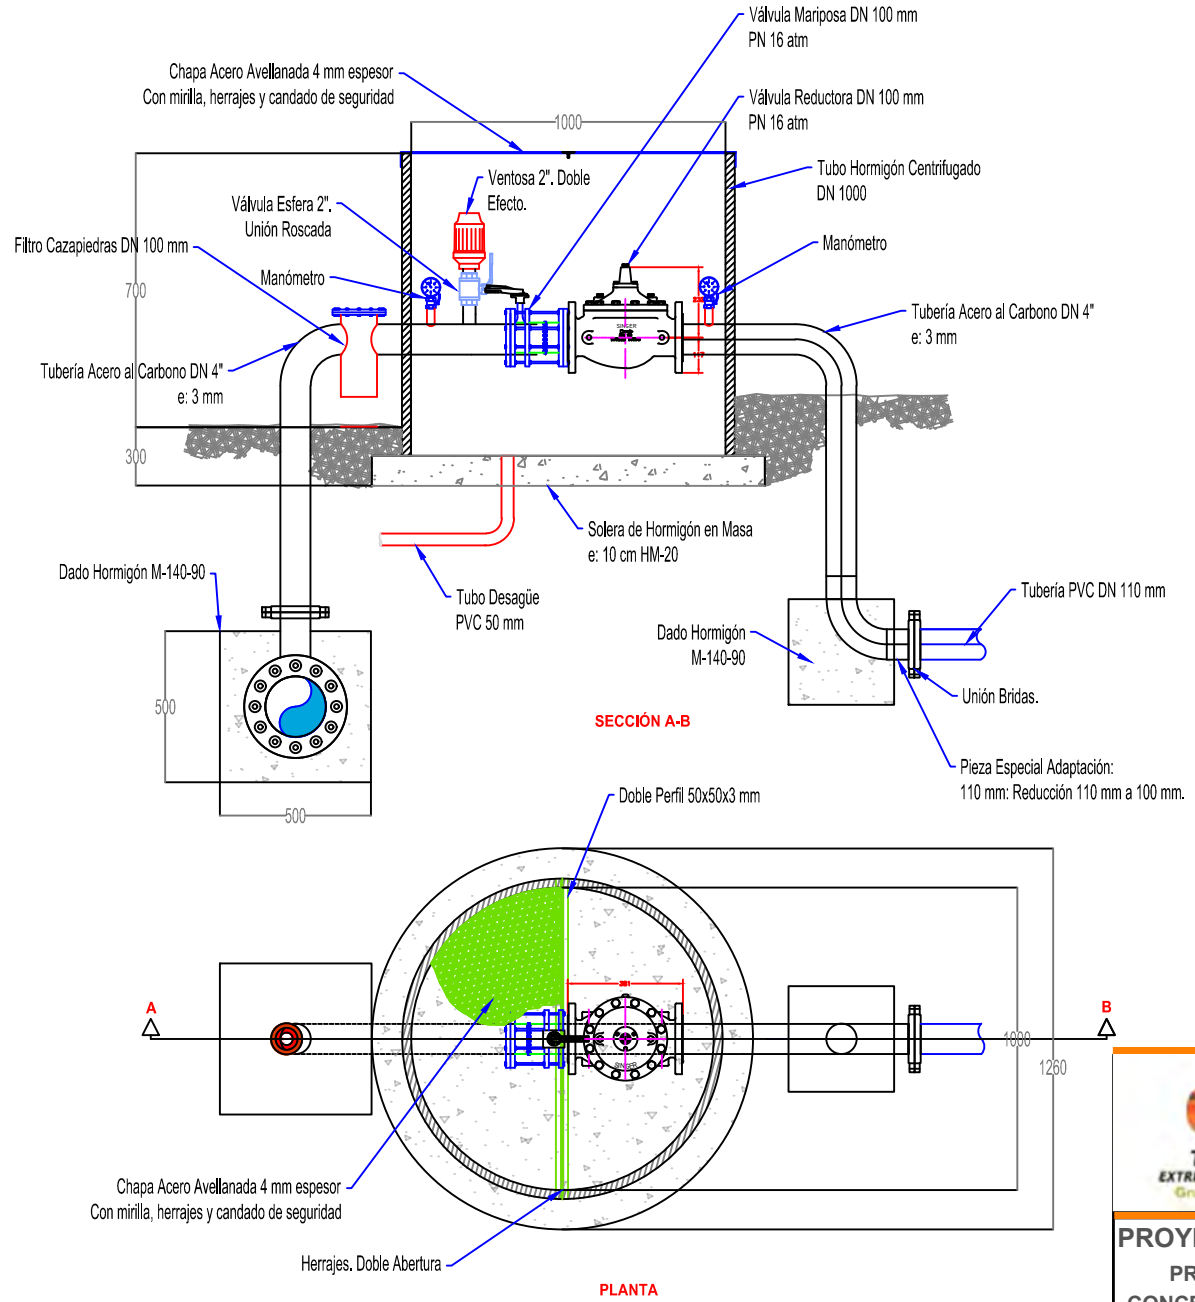 Válvula Mariposa DN 100 mm
PN 16 atm
Chapa Acero Avellanada 4 mm espesor
Con mirilla, herrajes y candado de seguridad
Válvula Reductora DN 100 mm
PN 16 atm
1000
Tubo Hormigón Centrifugado
DN 1000
Ventosa 2". Doble
Efecto.
Válvula Esfera 2".
Unión Roscada
Filtro Cazapiedras DN 100 mm
Manómetro
Manómetro
700
Tubería Acero al Carbono DN 4"
e: 3 mm
SINGER
Tubería Acero al Carbono DN 4"
e: 3 mm
300
Solera de Hormigón en Masa
e: 10 cm HM-20
Dado Hormigón M-140-90
Tubo Desagüe
PVC 50 mm
Tubería PVC DN 110 mm
Dado Hormigón
M-140-90
500
Unión Bridas.
SECCIÓN A-B
Pieza Especial Adaptación:
110 mm: Reducción 110 mm a 100 mm.
500
Doble Perfil 50x50x3 mm
A
B
1000
1260
SINGER
Chapa Acero Avellanada 4 mm espesor
Con mirilla, herrajes y candado de seguridad
Herrajes. Doble Abertura
PLANTA